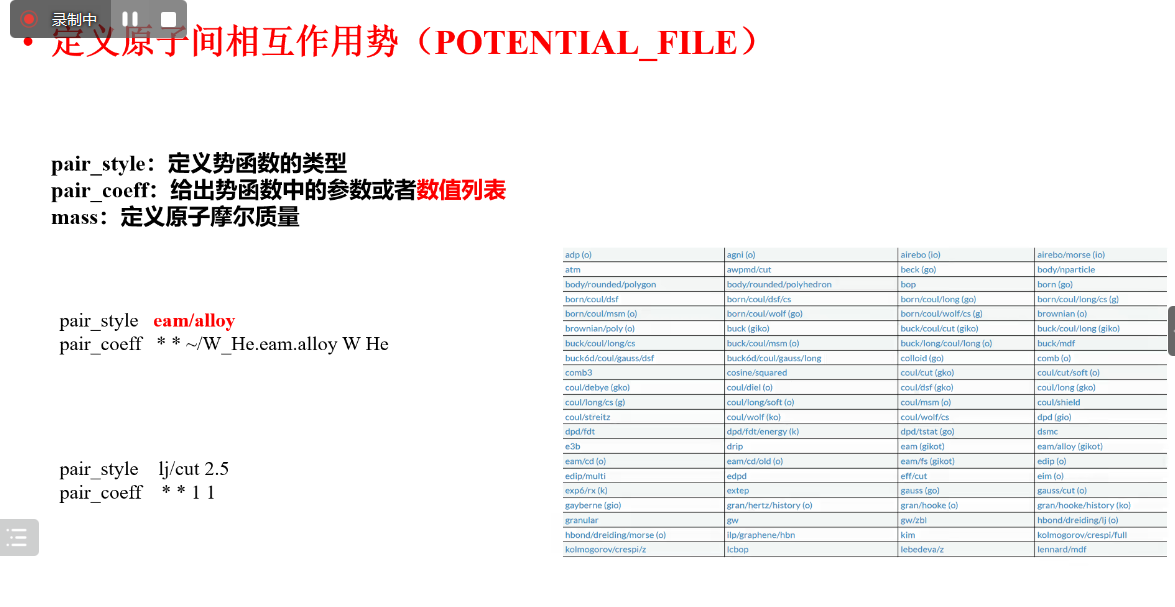 录制中
• 定义原子间相互作用势（POTENTIAL_FILE）
pair_style：定义势函数的类型
pair_coeff：给出势函数中的参数或者数值列表
mass：定义原子摩尔质量
pair_style eam/alloy
pair_coeff * * ~/W_He.eam.alloy W He
pair_style lj/cut 2.5
pair_coeff * * 1 1
adp (o) agni (o) airebo (io) airebo/morse (io)
atm awpmd/cut beck (go) body/nparticle
body/rounded/polygon body/rounded/polyhedron bop born (go)
born/coul/dsf born/coul/dsf/cs born/coul/long (go) born/coul/long/cs (g)
born/coul/msm (o) born/coul/wolf (go) born/coul/wolf/cs (g) brownian (o)
brownian/poly (o) buck (giko) buck/coul/cut (giko) buck/coul/long (giko)
buck/coul/long/cs buck/coul/msm (o) buck/long/coul/long (o) buck/mdf
buck6d/coul/gauss/dsf buck6d/coul/gauss/long colloid (go) comb (o)
comb3 cosine/squared coul/cut (gko) coul/cut/soft (o)
coul/debye (gko) coul/diel (o) coul/dsf (gko) coul/long (gko)
coul/long/cs (g) coul/long/soft (o) coul/msm (o) coul/shield
coul/streitz coul/wolf (ko) coul/wolf/cs dpd (gio)
dpd/fdt dpd/fdt/energy (k) dpd/tstat (go) dsmc
e3b drip eam (gikot) eam/alloy (gikot)
eam/cd (o) eam/cd/old (o) eam/fs (gikot) edip (o)
edip/multi edpd eff/cut eim (o)
exp6/rx (k) extep gauss (go) gauss/cut (o)
gayberne (gio) gran/hertz/history (o) gran/hooke (o) gran/hooke/history (ko)
granular gw gw/zbl hbond/dreiding/lj (o)
hbond/dreiding/morse (o) ilp/graphene/hbn kim kolmogorov/crespi/full
kolmogorov/crespi/z lcbop lebedeva/z lennard/mdf